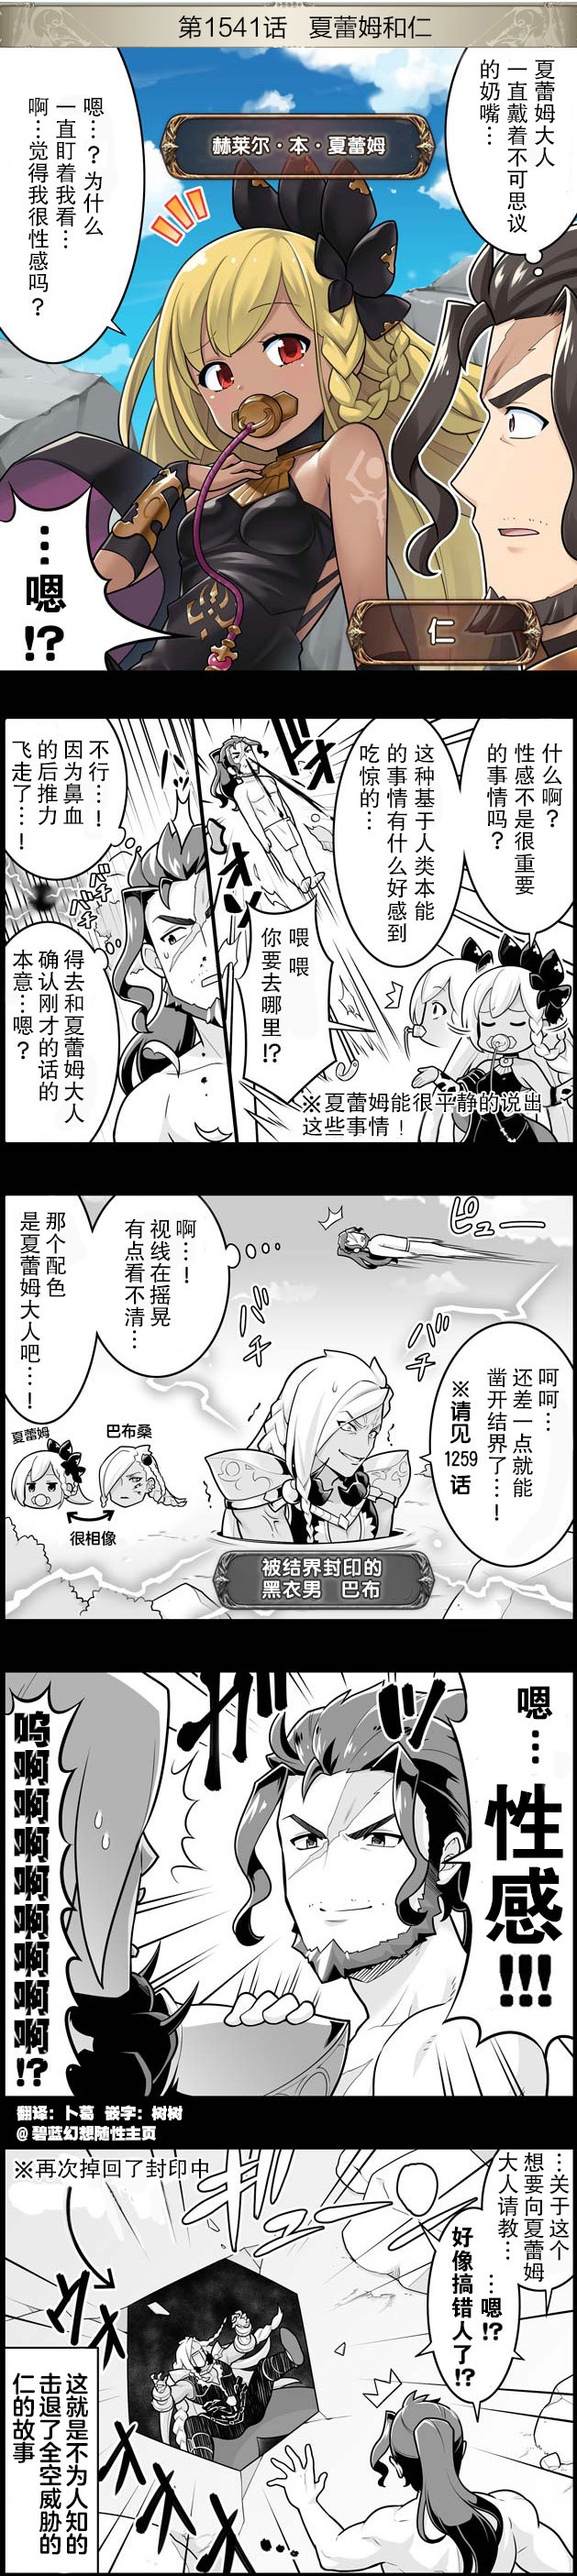 第1541话　夏蕾姆和仁
夏蕾姆大人
一直戴着不可思议
的奶嘴…
赫莱尔·本·夏蕾姆
嗯…？为什么
一直盯着我看…
啊…觉得我很性感吗？
…嗯!?
仁
什么啊？
性感不是很重要
的事情吗？
这种基于人类本能
的事情有什么好感到
吃惊的…
※夏蕾姆能很平静的说出
这些事情！
喂喂
你要去哪里!?
不行…！
因为鼻血
的后推力
飞走了…！
得去和夏蕾姆大人
确认刚才的话的
本意…嗯？
ピューーー
呵呵…
还差一点就能
凿开结界了…！
※请见
1259
话
バチ
バチ
啊…！
视线在摇晃
有点看不清…
那个配色
是夏蕾姆大人吧…！
夏蕾姆
巴布桑
很相像
被结界封印的
黑衣男　巴布
嗯…
性感!!!
呜啊啊啊啊啊啊啊啊!?
翻译：卜葛　嵌字：树树
@碧蓝幻想随性主页
※再次掉回了封印中
…关于这个
想要向夏蕾姆
大人请教…
…嗯!?
好像搞错人了!?
这就是不为人知的
击退了全空威胁的
仁的故事